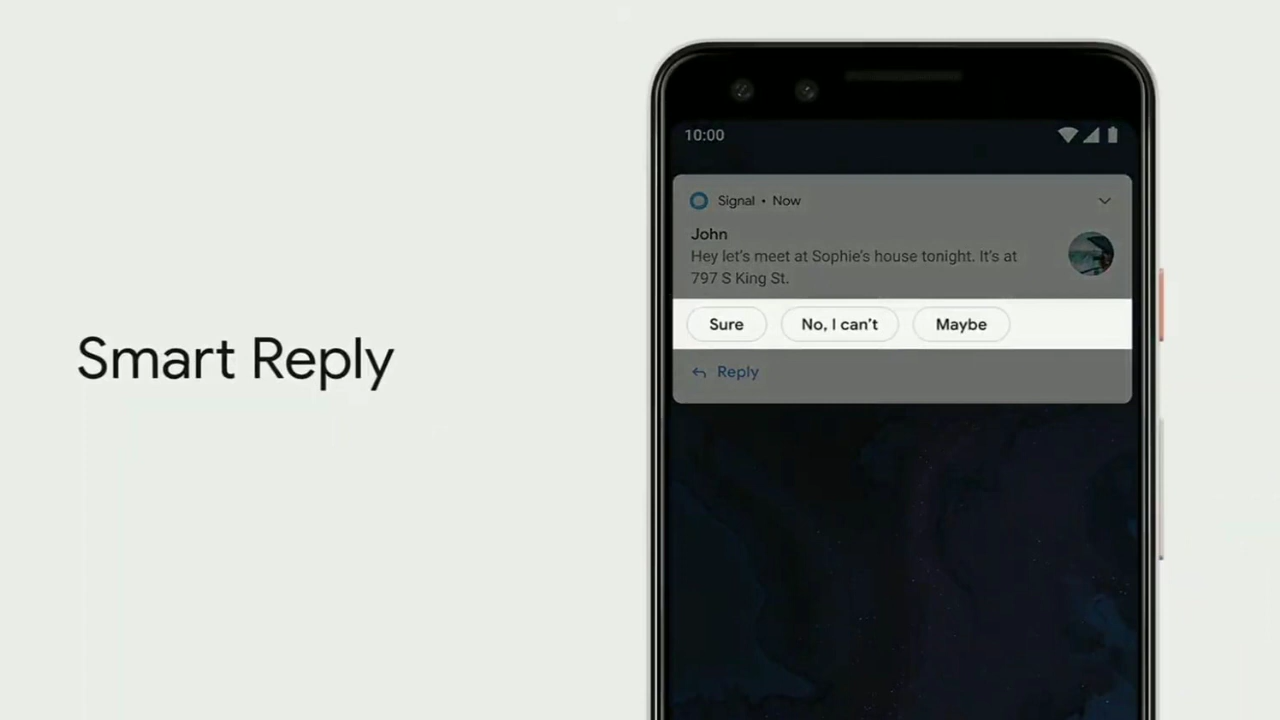 Smart Reply
10:00
Signal • Now
John
Hey let's meet at Sophie's house tonight. It's at
797 S King St.
Sure
No, I can't
Maybe
Reply